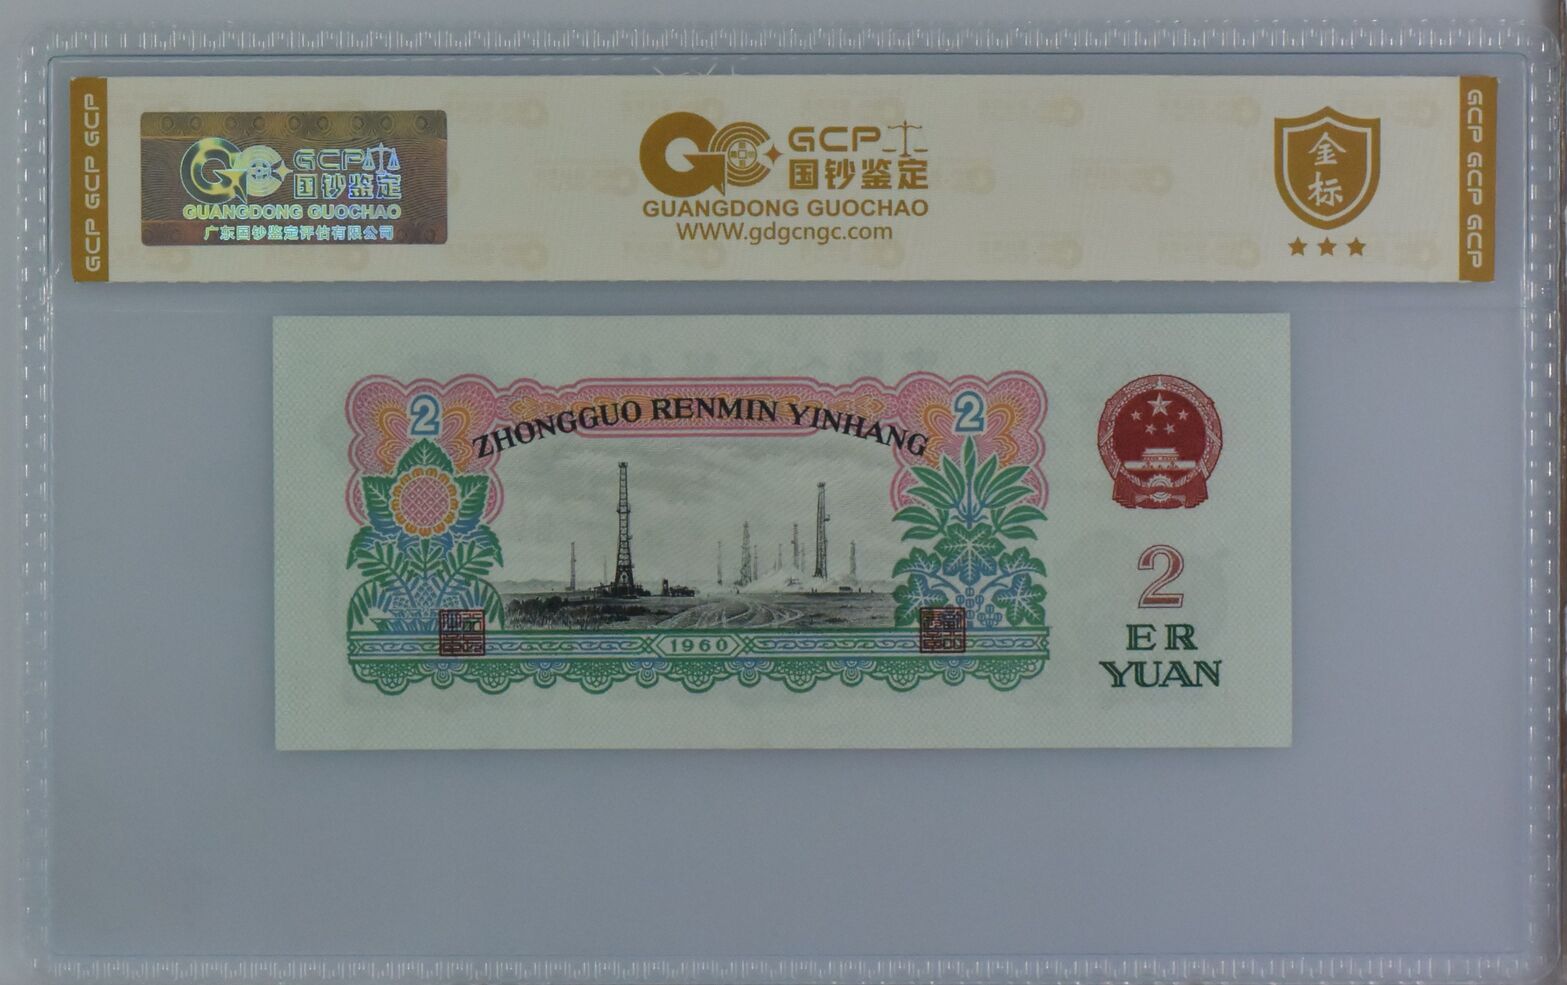 GCP GCP GCP
GCP
国钞鉴定
GUANGDONG GUOCHAO
广东国钞鉴定评估有限公司
GCP
国钞鉴定
GUANGDONG GUOCHAO
WWW.gdgcngc.com
金
标
GCP GCP GCP
2
2
ZHONGGUO RENMIN YINHANG
1960
2
ER
YUAN